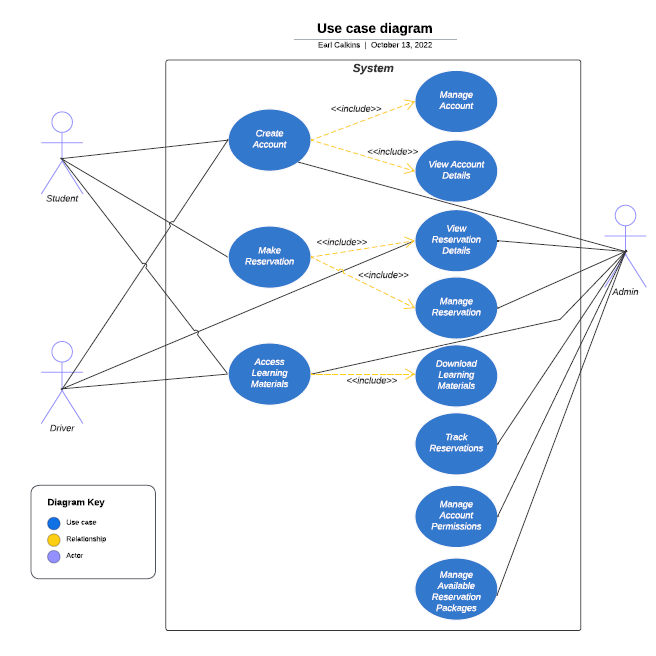 Use case diagram
Earl Calkins | October 13, 2022
System
Manage
Account
<<include>>
Create
Account
<<include>>
View Account
Details
Student
View
Reservation
Details
<<include>>
Make
Reservation
<<include>>
Manage
Reservation
Admin
Access
Learning
Materials
<<include>>
Download
Learning
Materials
Driver
Track
Reservations
Manage
Account
Permissions
Diagram Key
Use case
Relationship
Actor
Manage
Available
Reservation
Packages